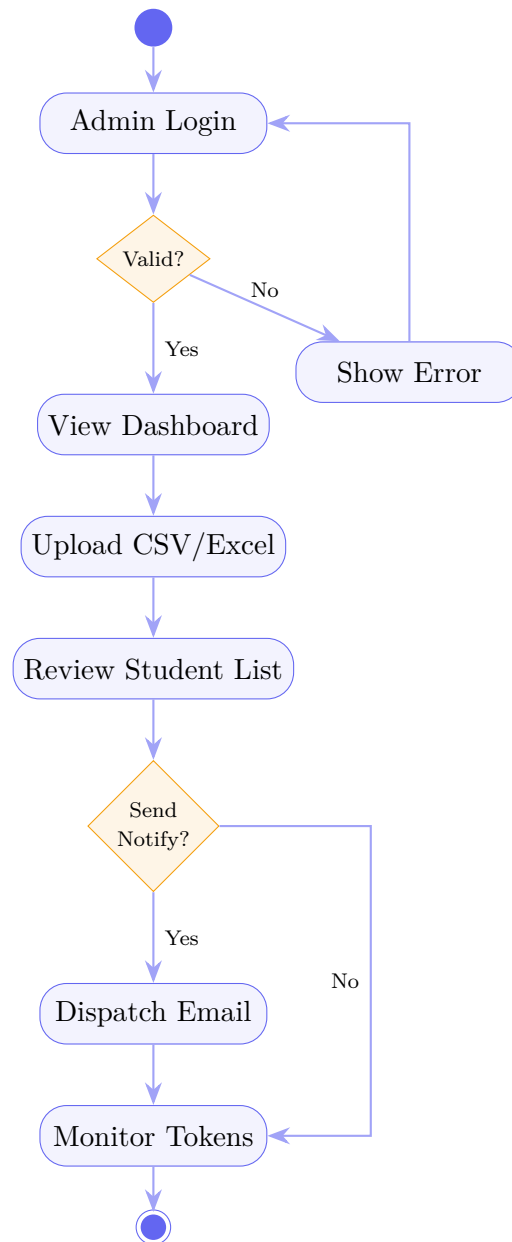 Admin Login
Valid?
No
Yes
Show Error
View Dashboard
Upload CSV/Excel
Review Student List
Send
Notify?
Yes
No
Dispatch Email
Monitor Tokens